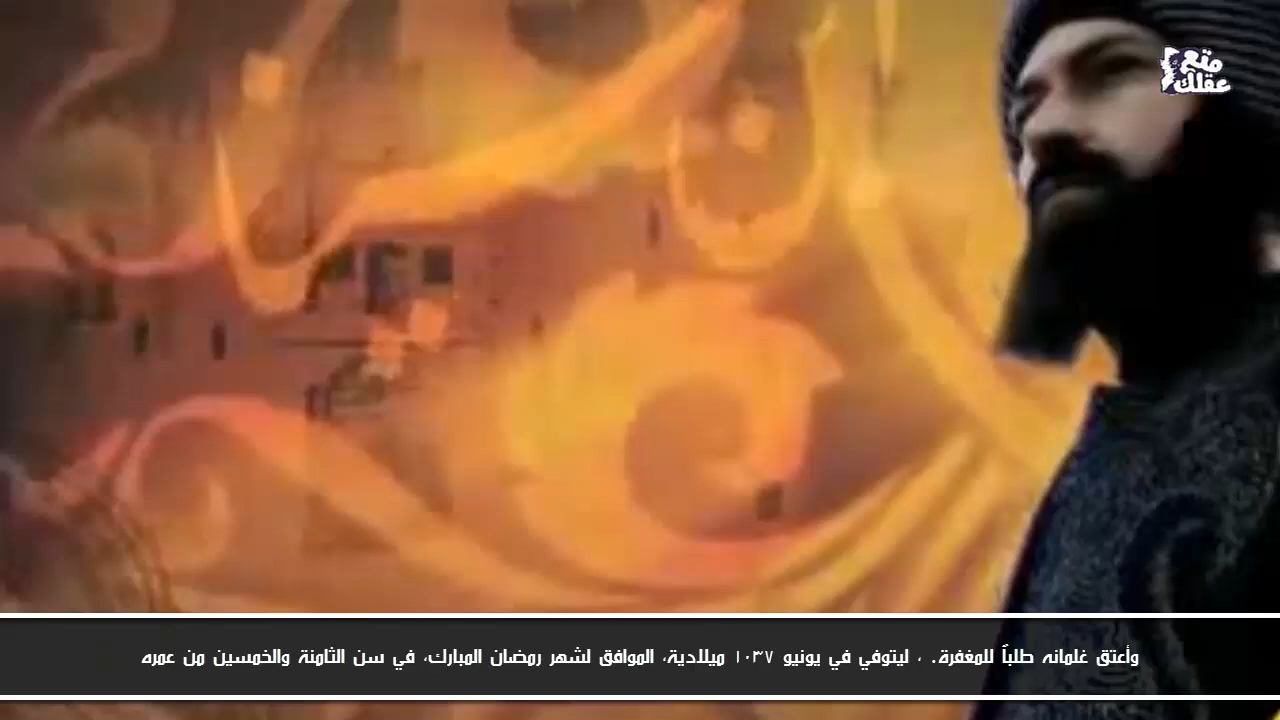 متع
عقلك
وأعتق غلمانه طلباً للمغفرة. ، ليتوفي في يونيو ١٠٣٧ ميلادية، الموافق لشهر رمضان المبارك، في سن الثامنة والخمسين من عمره